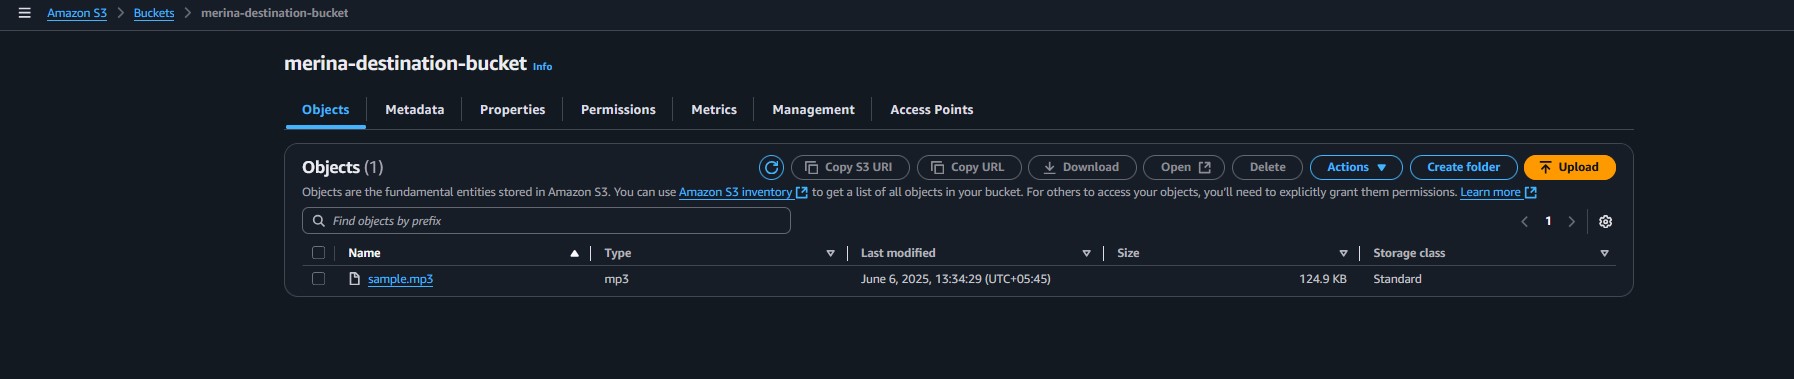 Amazon S3 > Buckets > merina-destination-bucket
merina-destination-bucket Info
Objects Metadata Properties Permissions Metrics Management Access Points
Objects (1) Copy S3 URI Copy URL Download Open Delete Actions Create folder Upload
Objects are the fundamental entities stored in Amazon S3. You can use Amazon S3 inventory to get a list of all objects in your bucket. For others to access your objects, you'll need to explicitly grant them permissions. Learn more
Find objects by prefix < 1 >
Name Type Last modified Size Storage class
sample.mp3 mp3 June 6, 2025, 13:34:29 (UTC+05:45) 124.9 KB Standard